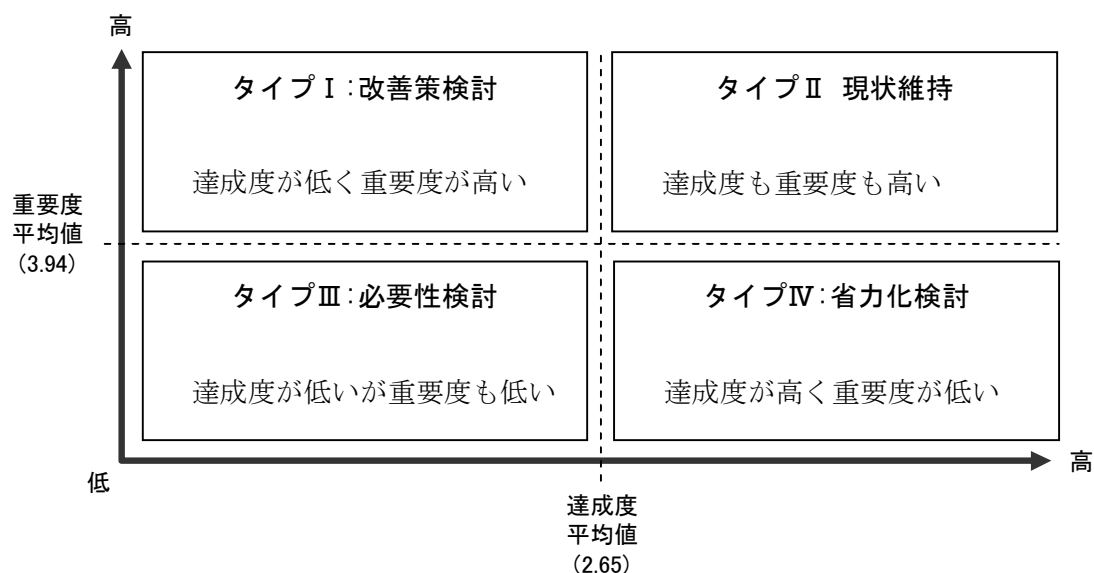 高
タイプⅠ:改善策検討
達成度が低く重要度が高い
タイプⅡ 現状維持
達成度も重要度も高い
重要度
平均値
(3.94)
タイプⅢ:必要性検討
達成度が低いが重要度も低い
タイプⅣ:省力化検討
達成度が高く重要度が低い
低
高
達成度
平均値
(2.65)